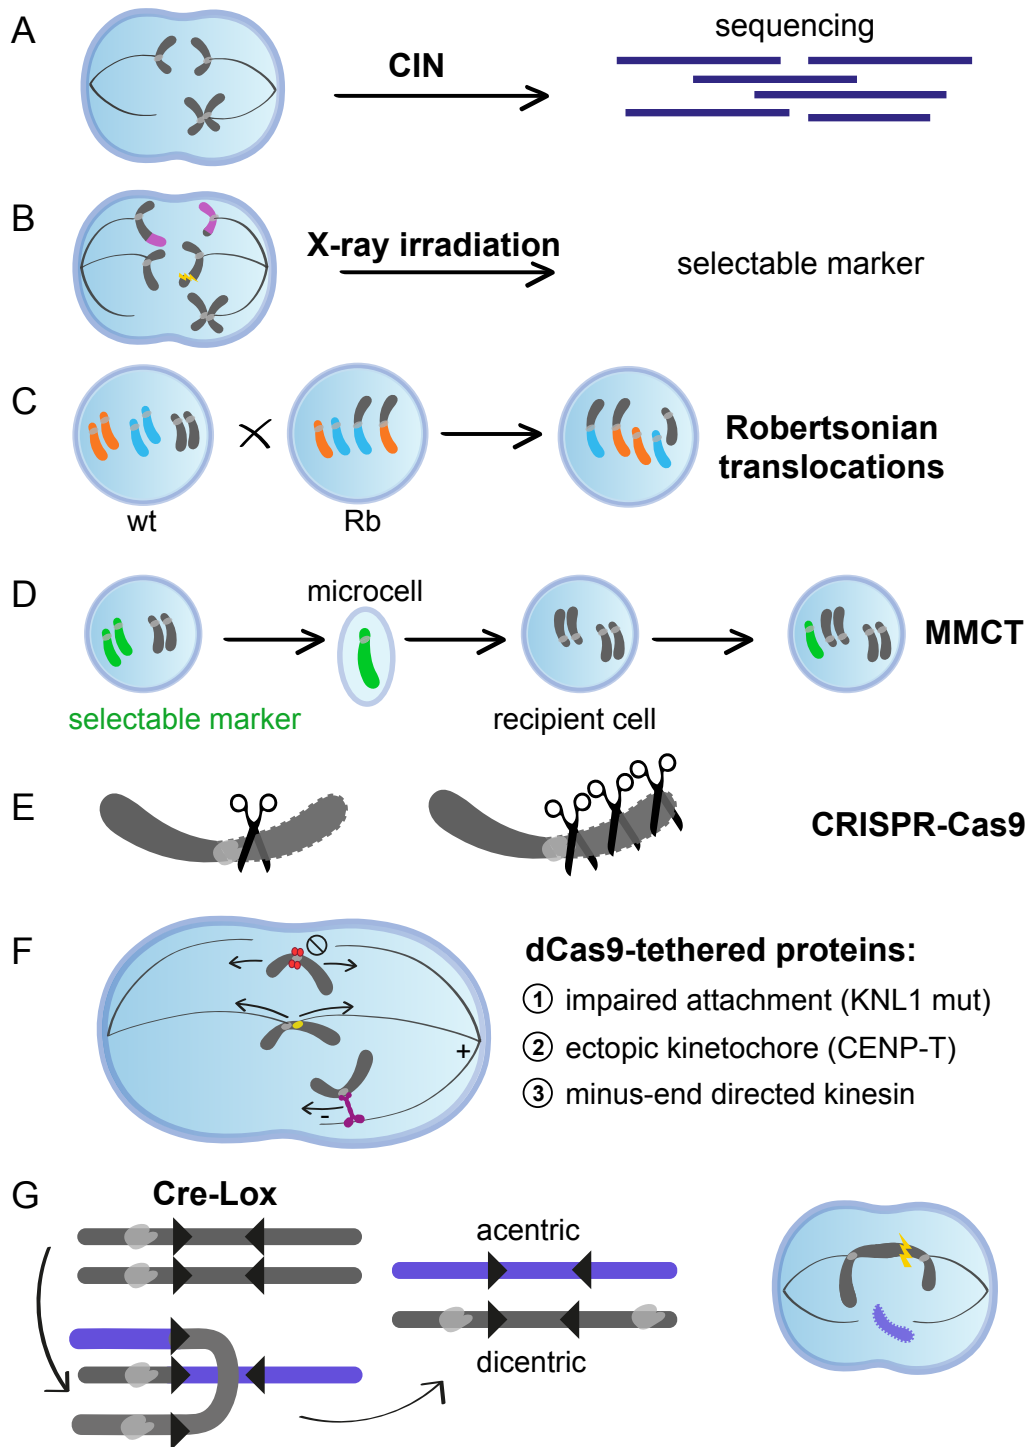 A
CIN
sequencing
B
X-ray irradiation
selectable marker
C
wt
Rb
Robertsonian
translocations
D
microcell
MMCT
selectable marker
recipient cell
E
CRISPR-Cas9
F
+
-
dCas9-tethered proteins:
1 impaired attachment (KNL1 mut)
2 ectopic kinetochore (CENP-T)
3 minus-end directed kinesin
G
Cre-Lox
acentric
dicentric